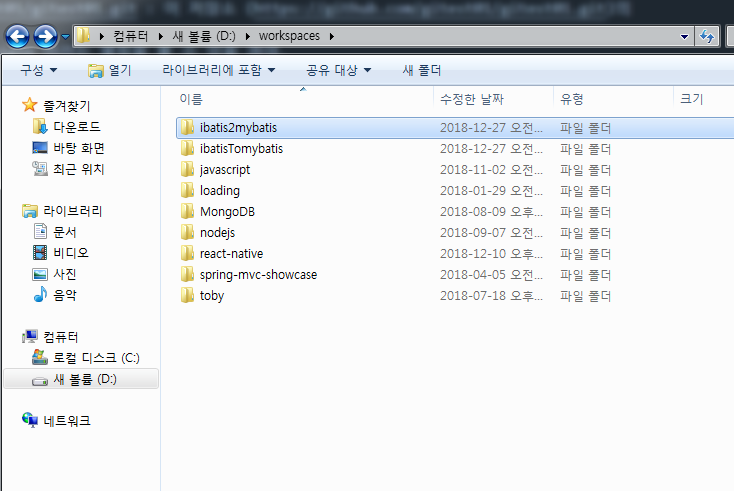 컴퓨터 ▸ 새 볼륨 (D:) ▸ workspaces ▸
구성 열기 라이브러리에 포함 공유 대상 새 폴더
이름 수정한 날짜 유형 크기
즐겨찾기
다운로드
바탕 화면
최근 위치
라이브러리
문서
비디오
사진
음악
컴퓨터
로컬 디스크 (C:)
새 볼륨 (D:)
네트워크
ibatis2mybatis 2018-12-27 오전... 파일 폴더
ibatisTomybatis 2018-12-27 오전... 파일 폴더
javascript 2018-11-02 오전... 파일 폴더
loading 2018-01-29 오전... 파일 폴더
MongoDB 2018-08-09 오후... 파일 폴더
nodejs 2018-09-07 오전... 파일 폴더
react-native 2018-12-10 오후... 파일 폴더
spring-mvc-showcase 2018-04-05 오전... 파일 폴더
toby 2018-07-18 오후... 파일 폴더